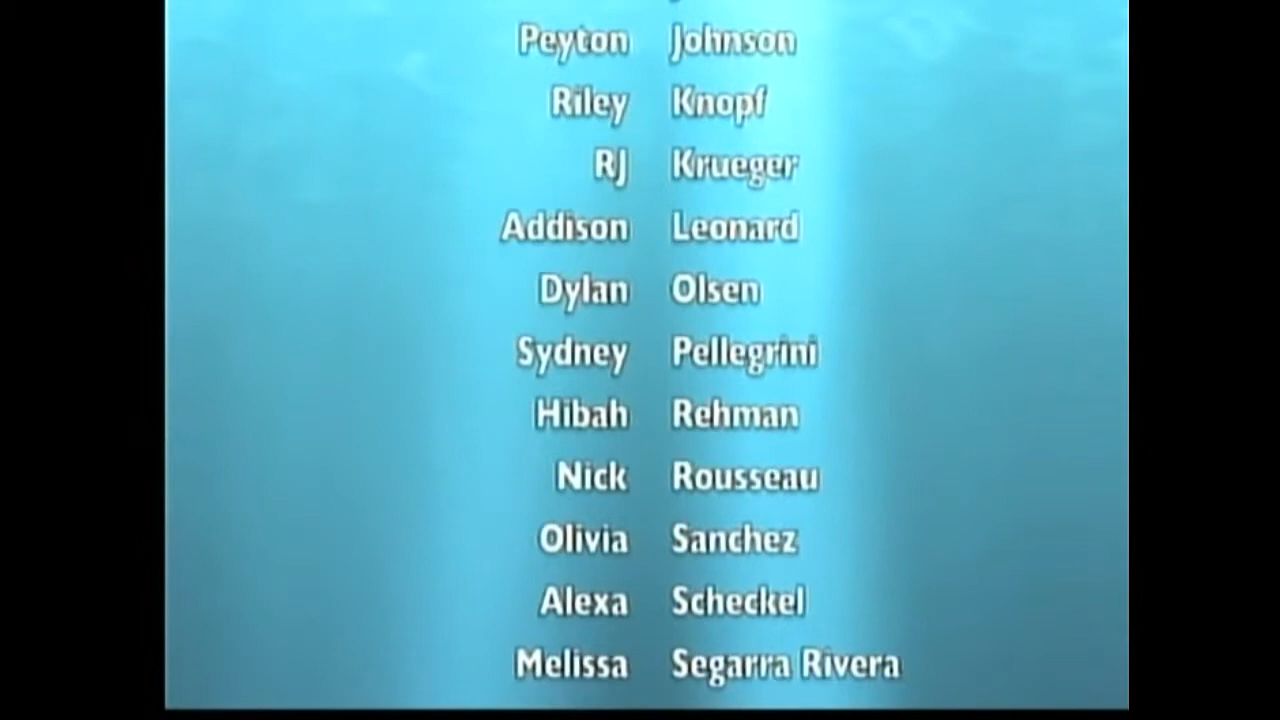 Peyton Johnson
Riley Knopf
RJ Krueger
Addison Leonard
Dylan Olsen
Sydney Pellegrini
Hibah Rehman
Nick Rousseau
Olivia Sanchez
Alexa Scheckel
Melissa Segarra Rivera